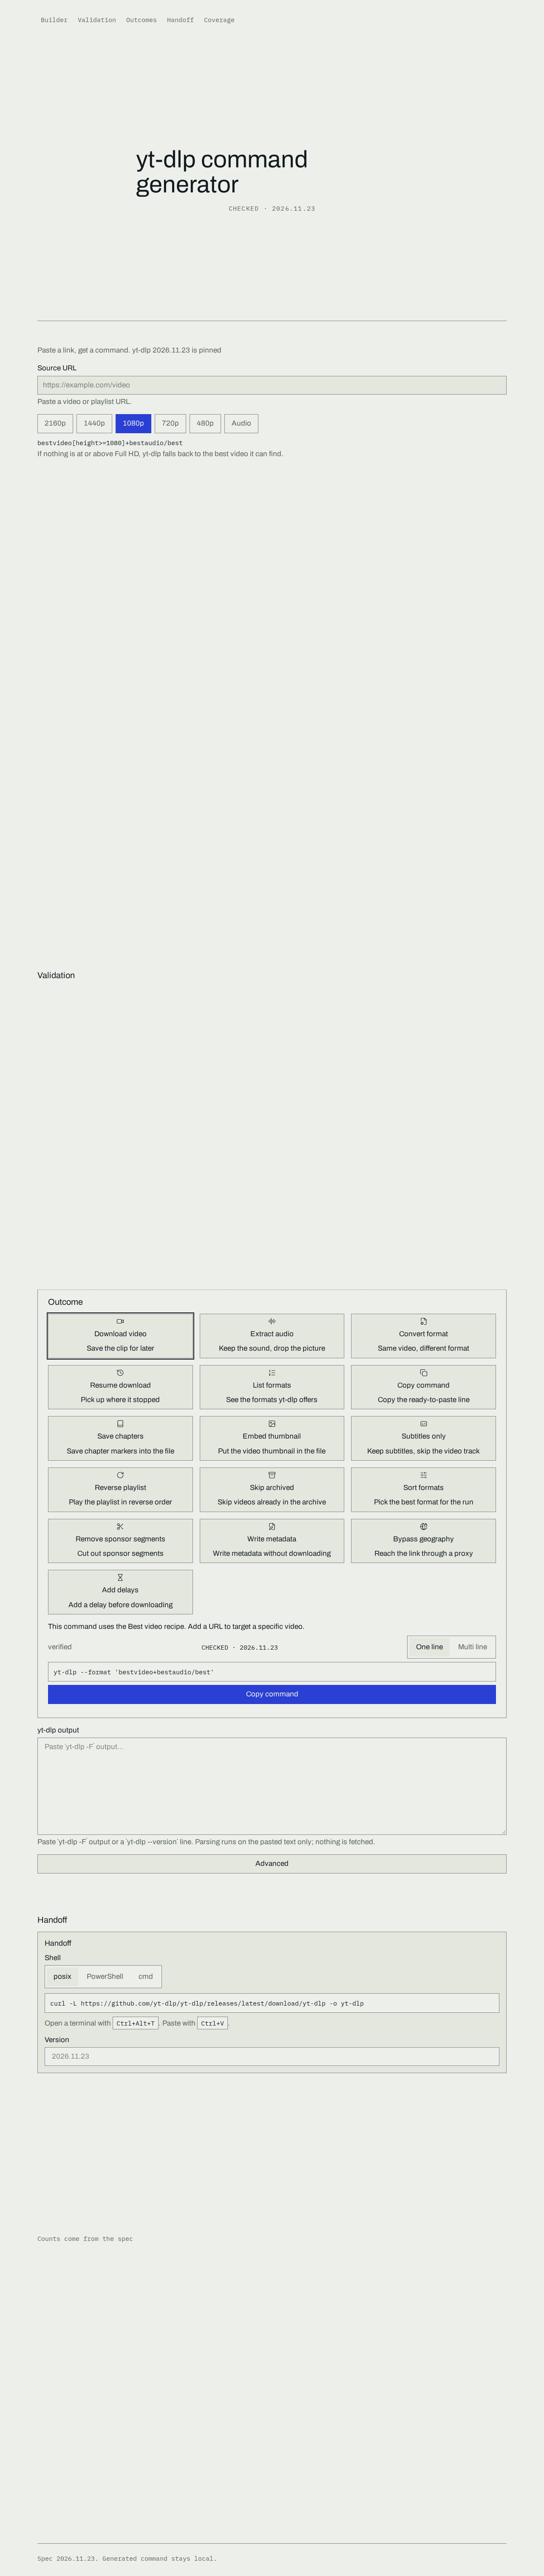 Builder Validation Outcomes Handoff Coverage
yt-dlp command
generator
CHECKED · 2026.11.23
Paste a link, get a command. yt-dlp 2026.11.23 is pinned
Source URL
https://example.com/video
Paste a video or playlist URL.
2160p 1440p 1080p 720p 480p Audio
bestvideo[height>=1080]+bestaudio/best
If nothing is at or above Full HD, yt-dlp falls back to the best video it can find.
Validation
Outcome
Download video
Save the clip for later
Extract audio
Keep the sound, drop the picture
Convert format
Same video, different format
Resume download
Pick up where it stopped
List formats
See the formats yt-dlp offers
Copy command
Copy the ready-to-paste line
Save chapters
Save chapter markers into the file
Embed thumbnail
Put the video thumbnail in the file
Subtitles only
Keep subtitles, skip the video track
Reverse playlist
Play the playlist in reverse order
Skip archived
Skip videos already in the archive
Sort formats
Pick the best format for the run
Remove sponsor segments
Cut out sponsor segments
Write metadata
Write metadata without downloading
Bypass geography
Reach the link through a proxy
Add delays
Add a delay before downloading
This command uses the Best video recipe. Add a URL to target a specific video.
verified CHECKED · 2026.11.23 One line Multi line
yt-dlp --format 'bestvideo+bestaudio/best'
Copy command
yt-dlp output
Paste `yt-dlp -F` output...
Paste `yt-dlp -F` output or a `yt-dlp --version` line. Parsing runs on the pasted text only; nothing is fetched.
Advanced
Handoff
Handoff
Shell
posix PowerShell cmd
curl -L https://github.com/yt-dlp/yt-dlp/releases/latest/download/yt-dlp -o yt-dlp
Open a terminal with Ctrl+Alt+T. Paste with Ctrl+V.
Version
2026.11.23
Counts come from the spec
Spec 2026.11.23. Generated command stays local.